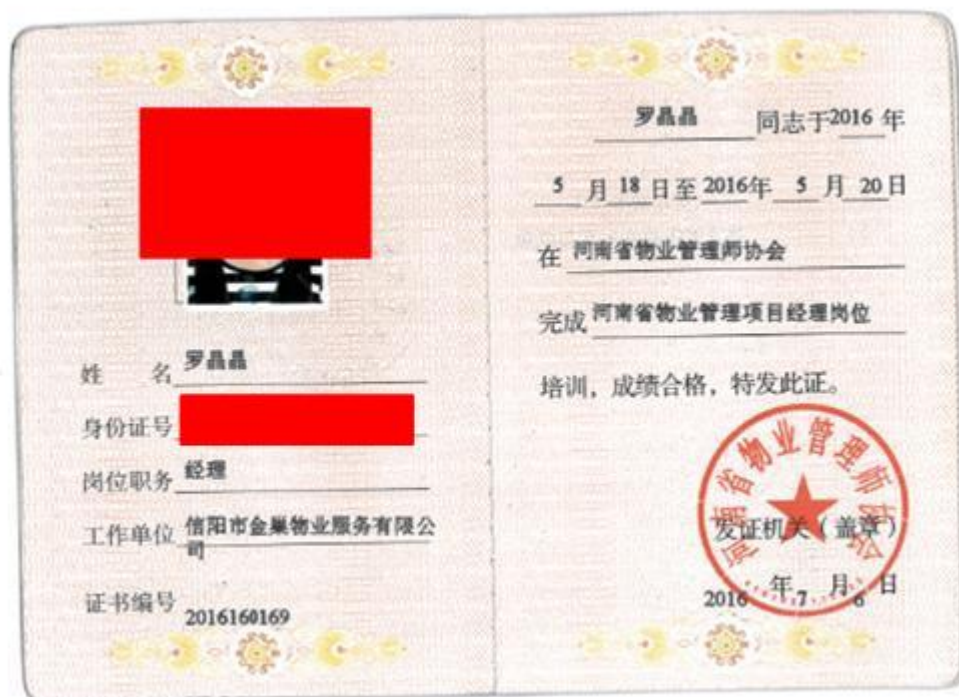 姓 名 罗晶晶
身份证号
岗位职务 经理
工作单位 信阳市金巢物业服务有限公
司
证书编号 2016160169
罗晶晶 同志于2016年
5月18日至2016年5月20日
在 河南省物业管理师协会
完成 河南省物业管理项目经理岗位
培训，成绩合格，特发此证。
河南省物业管理师协会
发证机关（盖章）
2016年7月6日